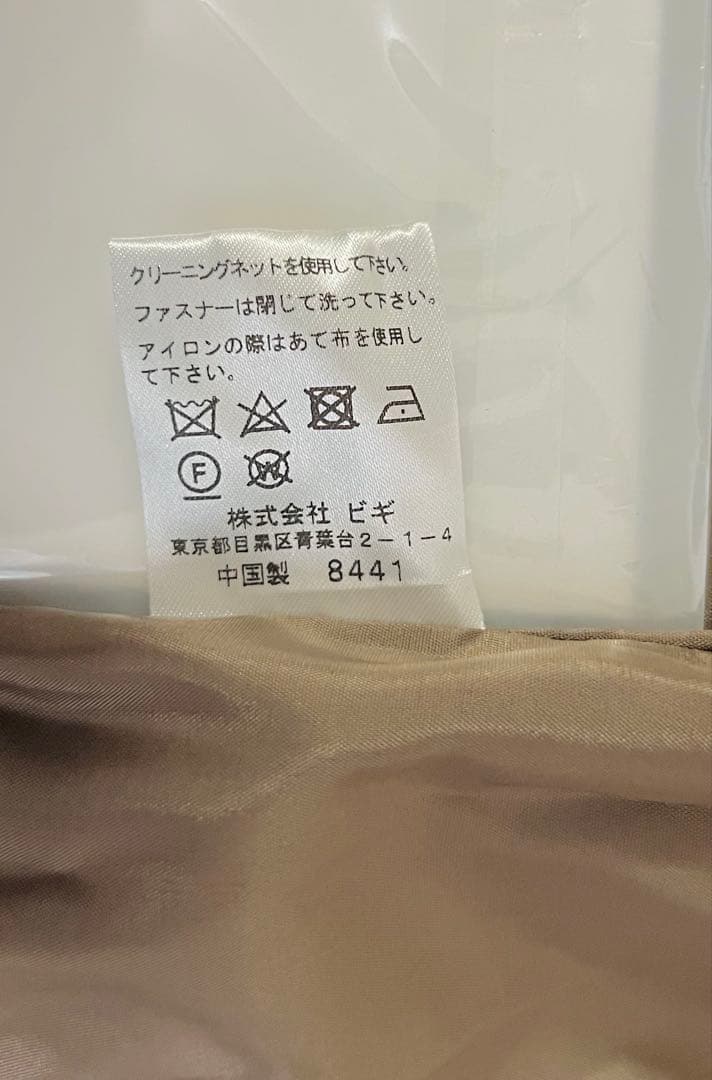 クリーニングネットを使用して下さい。
ファスナーは閉じて洗って下さい。
アイロンの際はあて布を使用し
て下さい。
F W
株式会社 ビギ
東京都目黒区青葉台2－1－4
中国製 8441